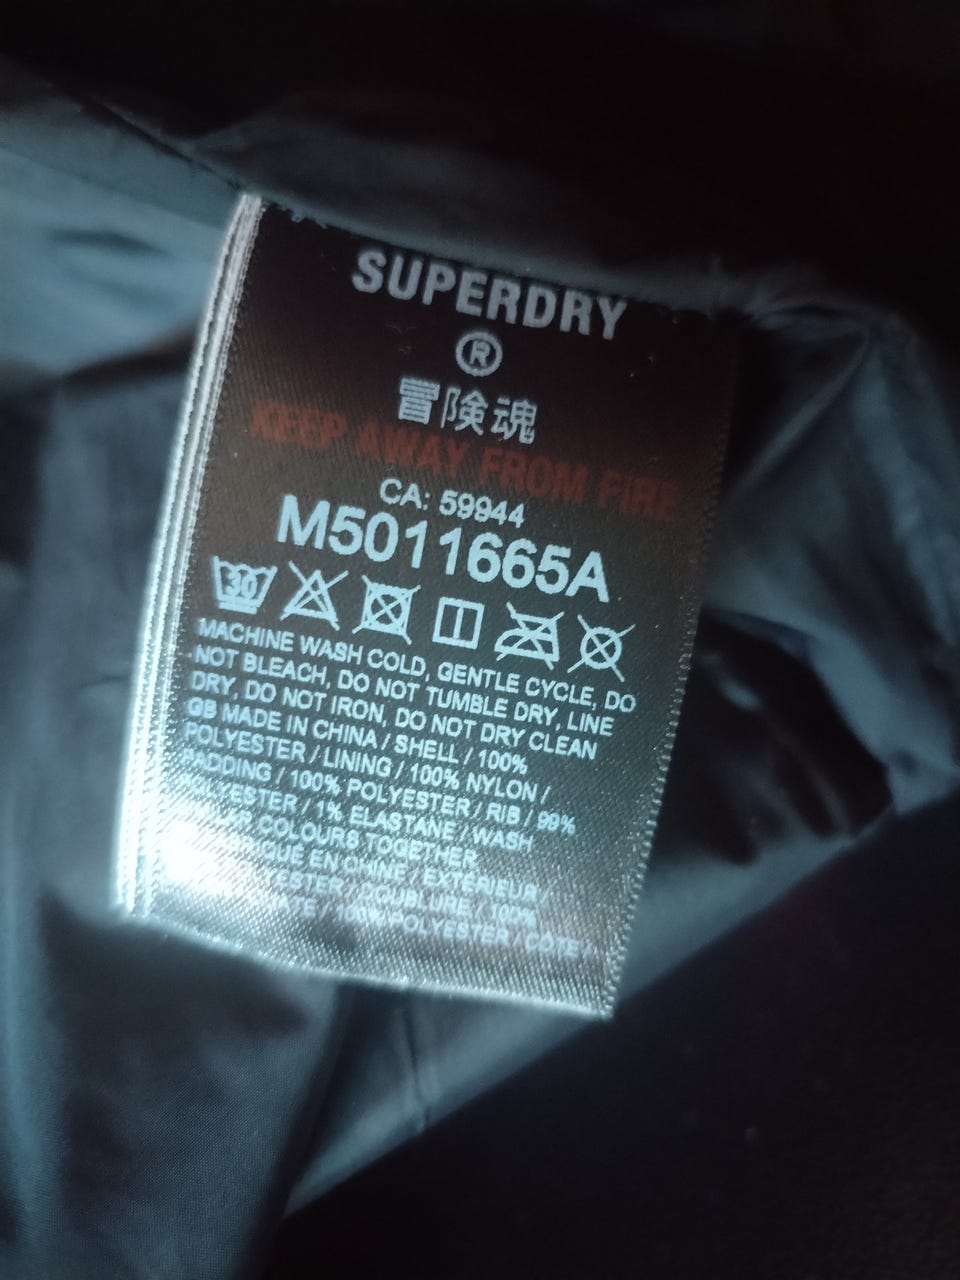 SUPERDRY
®
冒険魂
KEEP AWAY FROM FIRE
CA: 59944
M5011665A
30
MACHINE WASH COLD, GENTLE CYCLE, DO
NOT BLEACH, DO NOT TUMBLE DRY, LINE
DRY, DO NOT IRON, DO NOT DRY CLEAN
GB MADE IN CHINA / SHELL / 100%
POLYESTER / LINING / 100% NYLON /
PADDING / 100% POLYESTER / RIB / 99%
POLYESTER / 1% ELASTANE / WASH
COLOURS TOGETHER
EN CHINE / EXTERIEUR /
/ DOUBLURE / 100%
/ 100% POLYESTER / COTE /